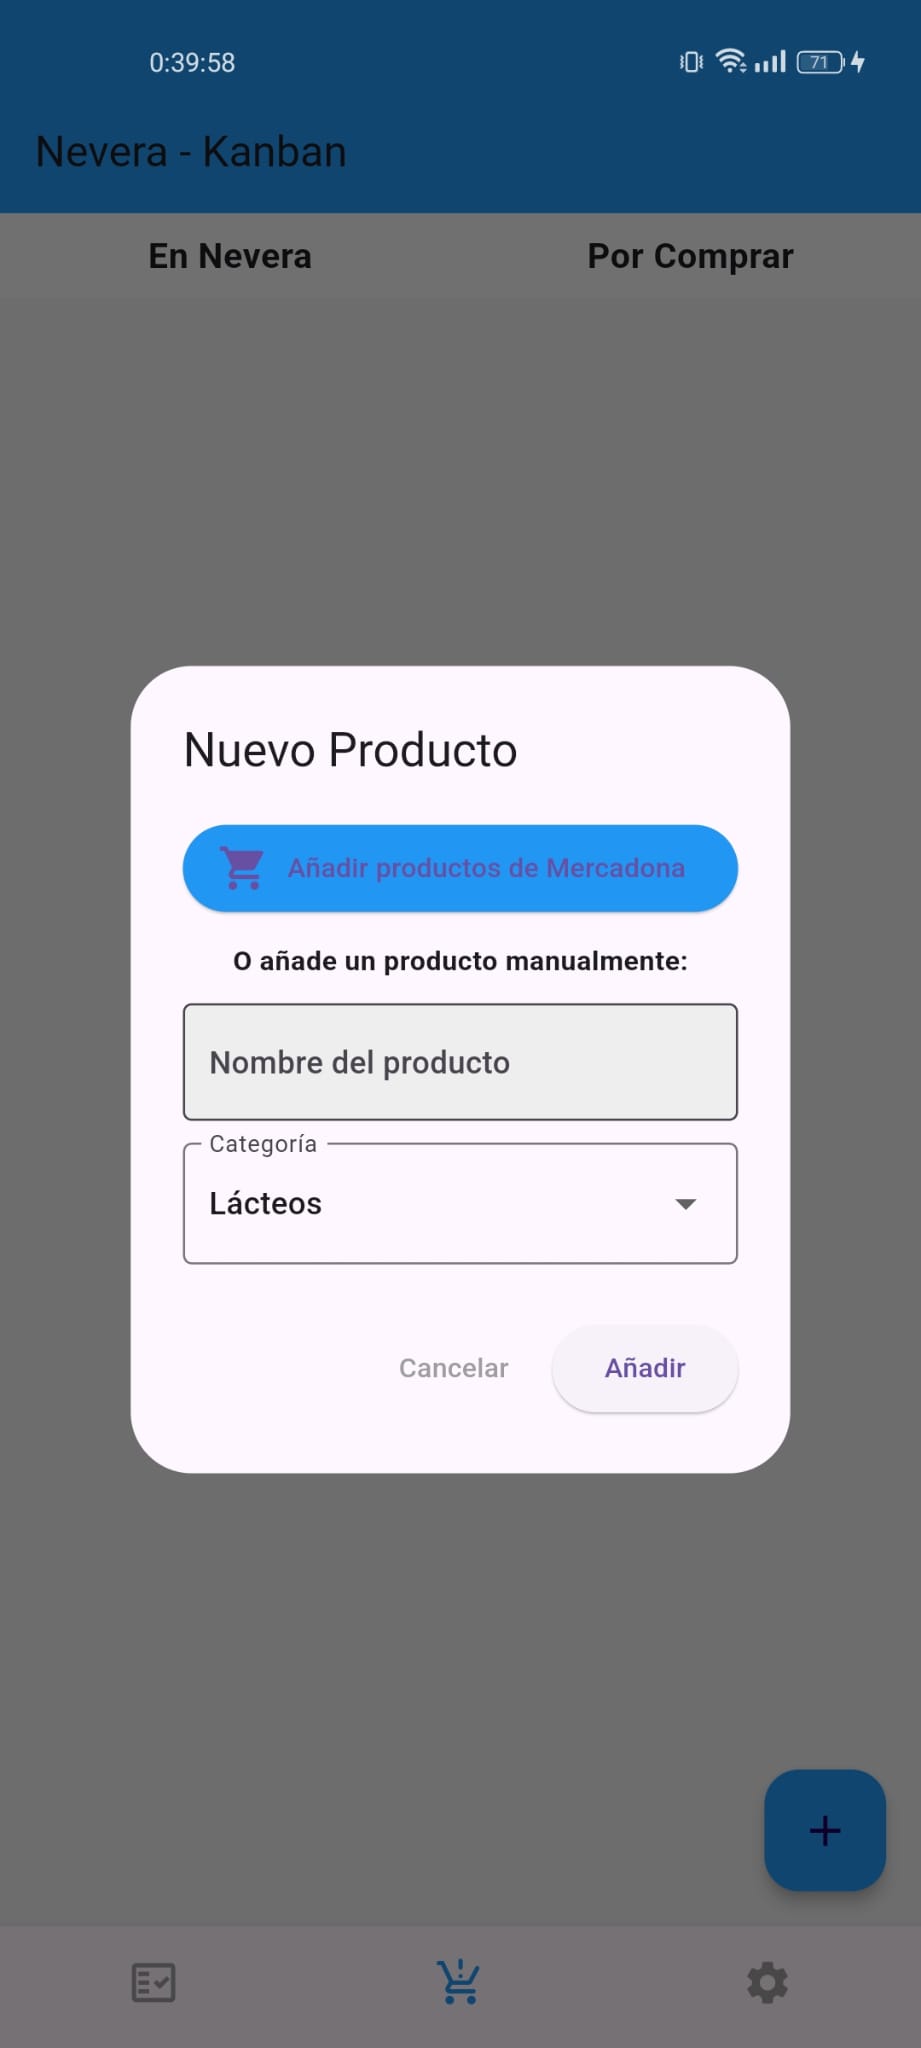 0:39:58
71
Nevera - Kanban
En Nevera
Por Comprar
Nuevo Producto
Añadir productos de Mercadona
O añade un producto manualmente:
Nombre del producto
Categoría
Lácteos
Cancelar
Añadir